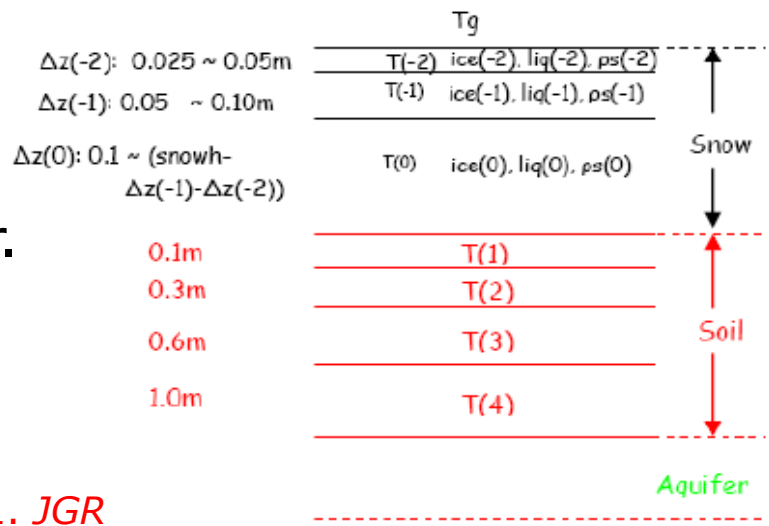 Tg
Δz(-2): 0.025 ~ 0.05m T(-2) ice(-2), liq(-2), ρs(-2)
Δz(-1): 0.05 ~ 0.10m T(-1) ice(-1), liq(-1), ρs(-1)
Snow
Δz(0): 0.1 ~ (snowh- T(0) ice(0), liq(0), ρs(0)
Δz(-1)-Δz(-2))
r.
0.1m T(1)
0.3m T(2)
Soil
0.6m T(3)
1.0m T(4)
Aquifer
. JGR